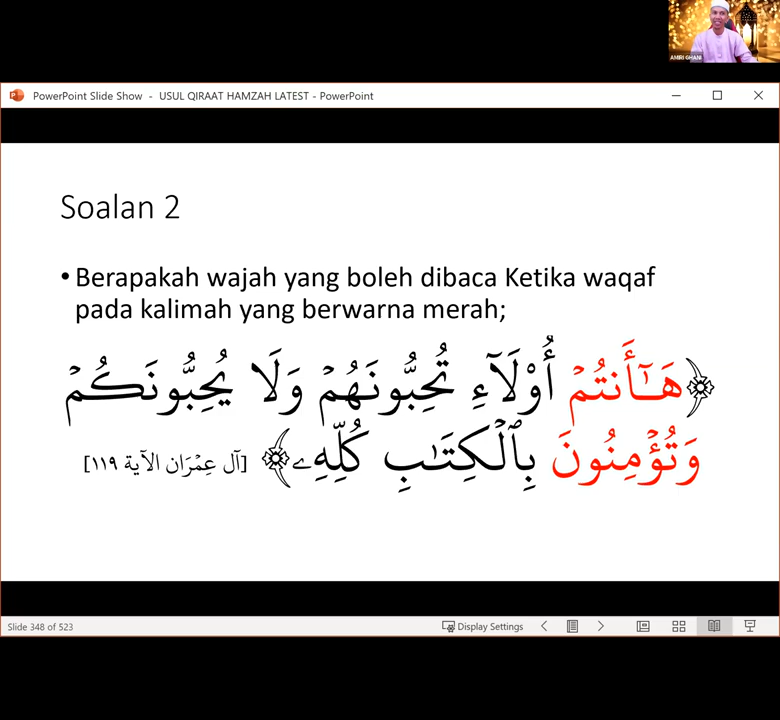 AMIRI GHANI
PowerPoint Slide Show - USUL QIRAAT HAMZAH LATEST - PowerPoint
Soalan 2
• Berapakah wajah yang boleh dibaca Ketika waqaf
pada kalimah yang berwarna merah;
﴿هَـٰٓأَنتُمۡ أُوْلَآءِ تُحِبُّونَهُمۡ وَلَا يُحِبُّونَكُمۡ
وَتُؤۡمِنُونَ بِٱلۡكِتَـٰبِ كُلِّهِۦ﴾ [آل عِمۡرَان الآية ١١٩]
Slide 348 of 523
Display Settings